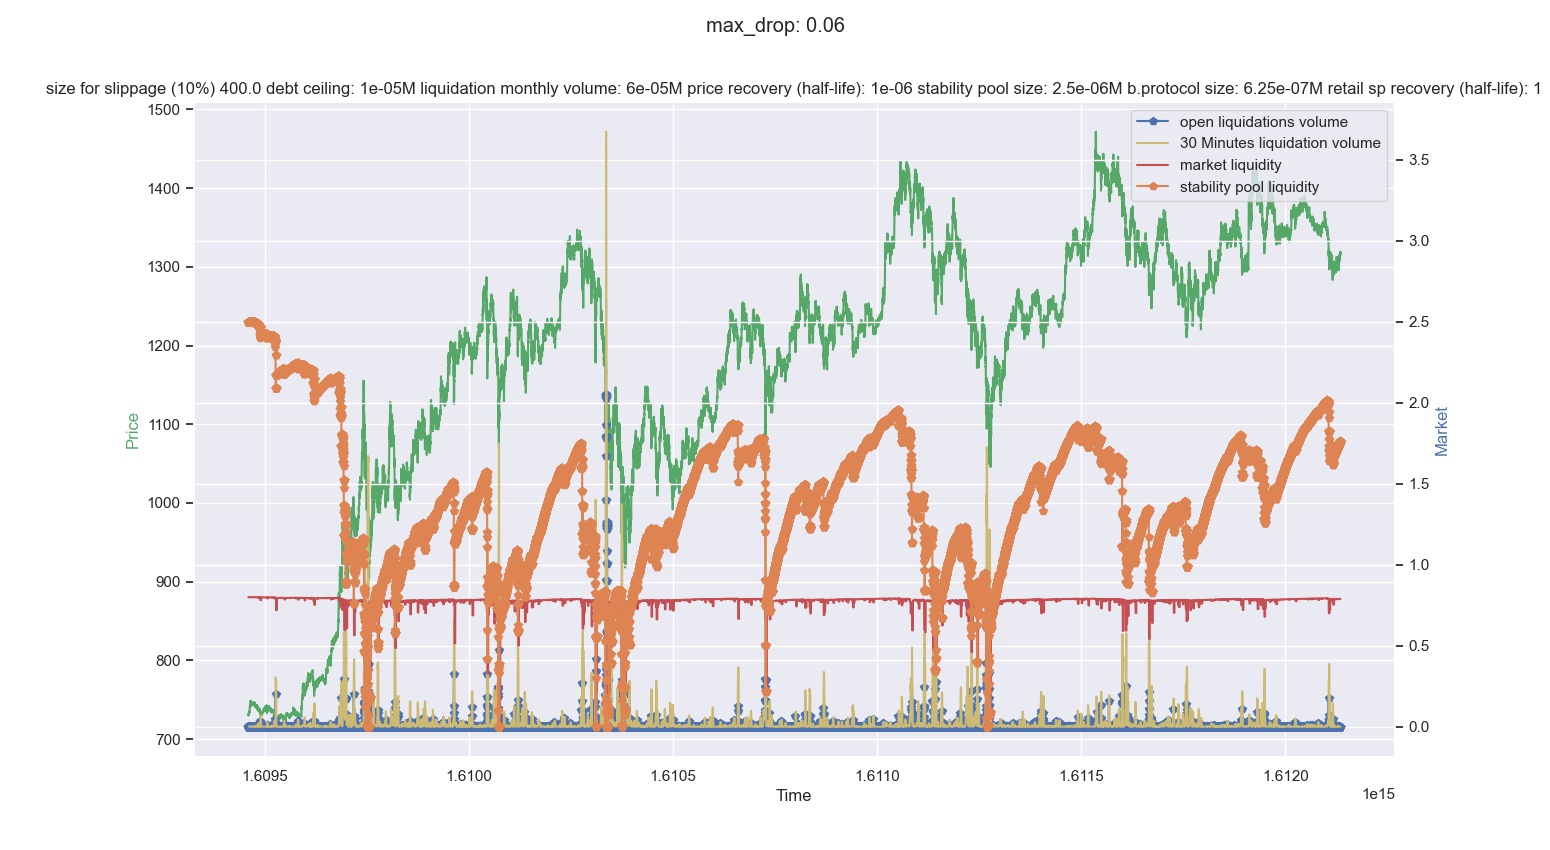 max_drop: 0.06
size for slippage (10%) 400.0 debt ceiling: 1e-05M liquidation monthly volume: 6e-05M price recovery (half-life): 1e-06 stability pool size: 2.5e-06M b.protocol size: 6.25e-07M retail sp recovery (half-life): 1
open liquidations volume
30 Minutes liquidation volume
market liquidity
stability pool liquidity
1500
1400
1300
1200
1100
1000
900
800
700
Price
3.5
3.0
2.5
2.0
1.5
1.0
0.5
0.0
Market
1.6095 1.6100 1.6105 1.6110 1.6115 1.6120
Time
1e15